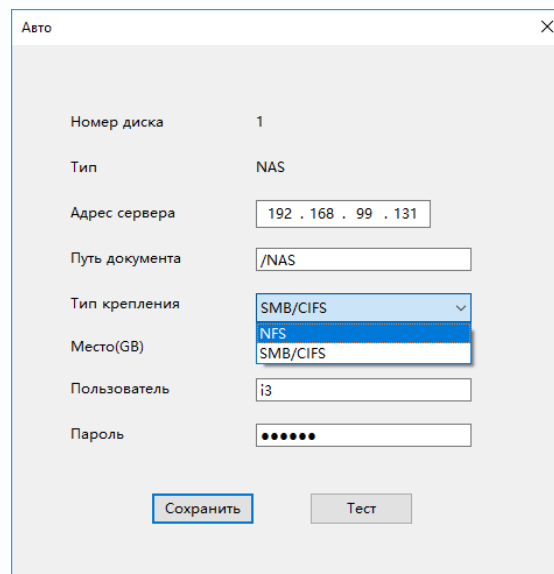 Авто
Номер диска 1
Тип NAS
Адрес сервера 192 . 168 . 99 . 131
Путь документа /NAS
Тип крепления SMB/CIFS
NFS
Место(GB) SMB/CIFS
Пользователь i3
Пароль ●●●●●●
Сохранить Тест